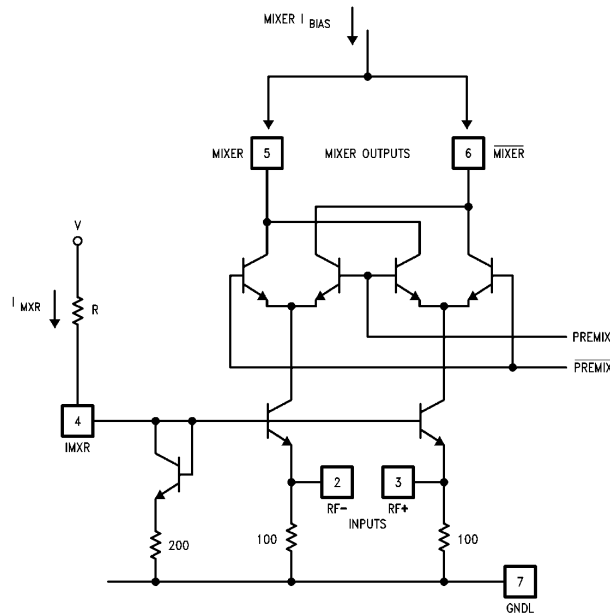 MIXER I BIAS
MIXER 5 MIXER OUTPUTS 6 MIXER
V
I MXR R
PREMIX
PREMIX
4
IMXR
2 3
RF- RF+
INPUTS
200 100 100
7
GNDL